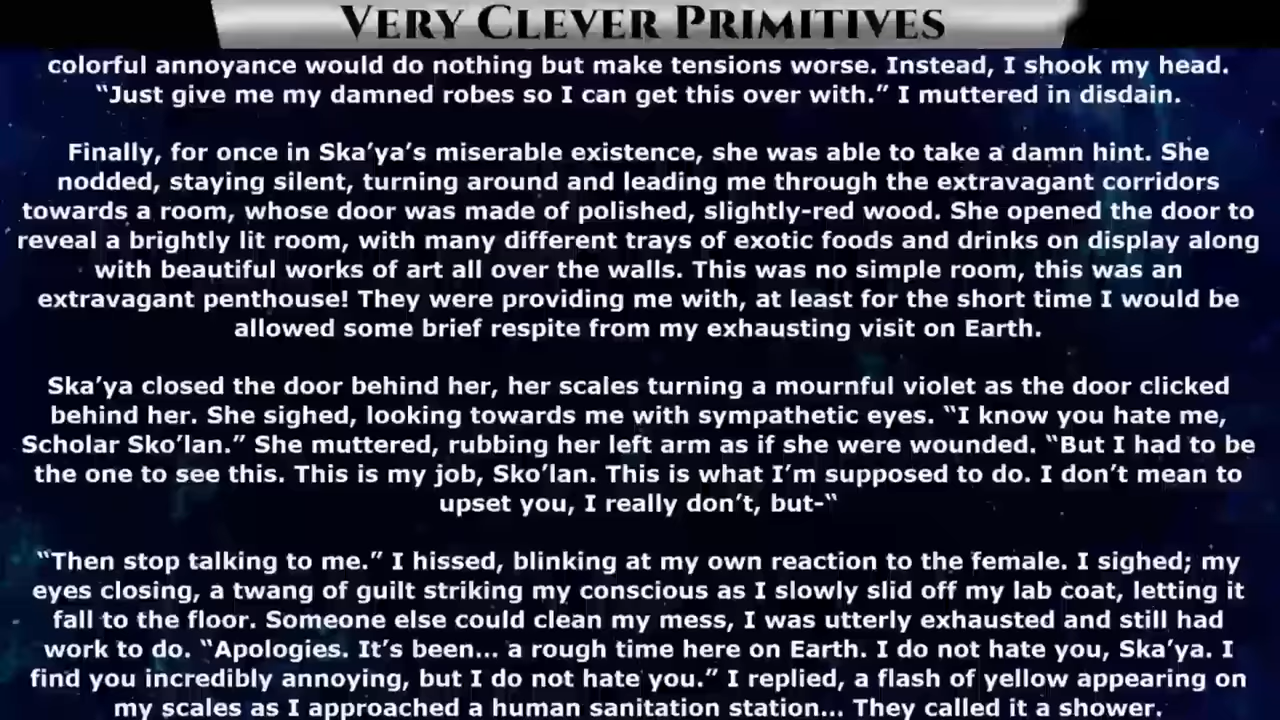 VERY CLEVER PRIMITIVES
colorful annoyance would do nothing but make tensions worse. Instead, I shook my head.
“Just give me my damned robes so I can get this over with.” I muttered in disdain.
Finally, for once in Ska’ya’s miserable existence, she was able to take a damn hint. She
nodded, staying silent, turning around and leading me through the extravagant corridors
towards a room, whose door was made of polished, slightly-red wood. She opened the door to
reveal a brightly lit room, with many different trays of exotic foods and drinks on display along
with beautiful works of art all over the walls. This was no simple room, this was an
extravagant penthouse! They were providing me with, at least for the short time I would be
allowed some brief respite from my exhausting visit on Earth.
Ska’ya closed the door behind her, her scales turning a mournful violet as the door clicked
behind her. She sighed, looking towards me with sympathetic eyes. “I know you hate me,
Scholar Sko’lan.” She muttered, rubbing her left arm as if she were wounded. “But I had to be
the one to see this. This is my job, Sko’lan. This is what I’m supposed to do. I don’t mean to
upset you, I really don’t, but-“
“Then stop talking to me.” I hissed, blinking at my own reaction to the female. I sighed; my
eyes closing, a twang of guilt striking my conscious as I slowly slid off my lab coat, letting it
fall to the floor. Someone else could clean my mess, I was utterly exhausted and still had
work to do. “Apologies. It’s been... a rough time here on Earth. I do not hate you, Ska’ya. I
find you incredibly annoying, but I do not hate you.” I replied, a flash of yellow appearing on
my scales as I approached a human sanitation station... They called it a shower.